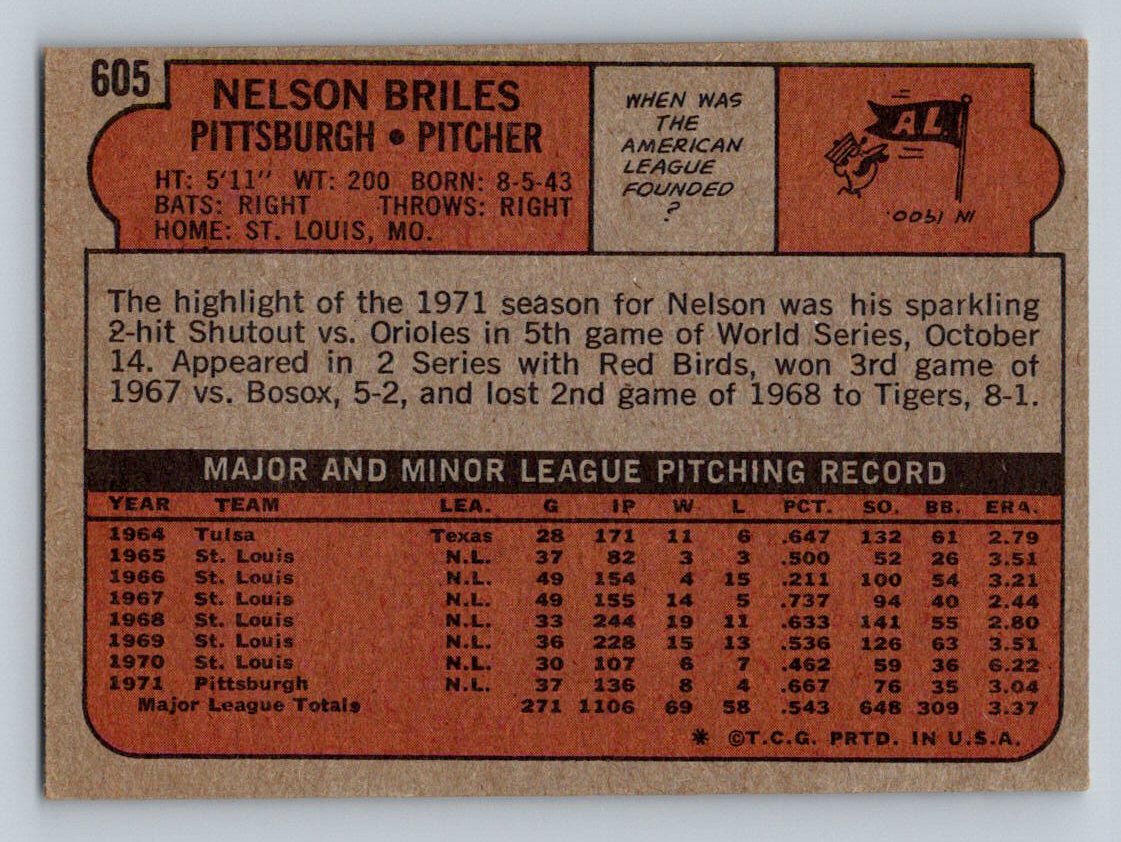 605
NELSON BRILES
PITTSBURGH • PITCHER
HT: 5'11" WT: 200 BORN: 8-5-43
BATS: RIGHT THROWS: RIGHT
HOME: ST. LOUIS, MO.
WHEN WAS
THE
AMERICAN
LEAGUE
FOUNDED
?
AL
IN 1900.
The highlight of the 1971 season for Nelson was his sparkling
2-hit Shutout vs. Orioles in 5th game of World Series, October
14. Appeared in 2 Series with Red Birds, won 3rd game of
1967 vs. Bosox, 5-2, and lost 2nd game of 1968 to Tigers, 8-1.
MAJOR AND MINOR LEAGUE PITCHING RECORD
YEAR TEAM LEA. G IP W L PCT. SO. BB. ERA.
1964 Tulsa Texas 28 171 11 6 .647 132 61 2.79
1965 St. Louis N.L. 37 82 3 3 .500 52 26 3.51
1966 St. Louis N.L. 49 154 4 15 .211 100 54 3.21
1967 St. Louis N.L. 49 155 14 5 .737 94 40 2.44
1968 St. Louis N.L. 33 244 19 11 .633 141 55 2.80
1969 St. Louis N.L. 36 228 15 13 .536 126 63 3.51
1970 St. Louis N.L. 30 107 6 7 .462 59 36 6.22
1971 Pittsburgh N.L. 37 136 8 4 .667 76 35 3.04
Major League Totals 271 1106 69 58 .543 648 309 3.37
* ©T.C.G. PRTD. IN U.S.A.